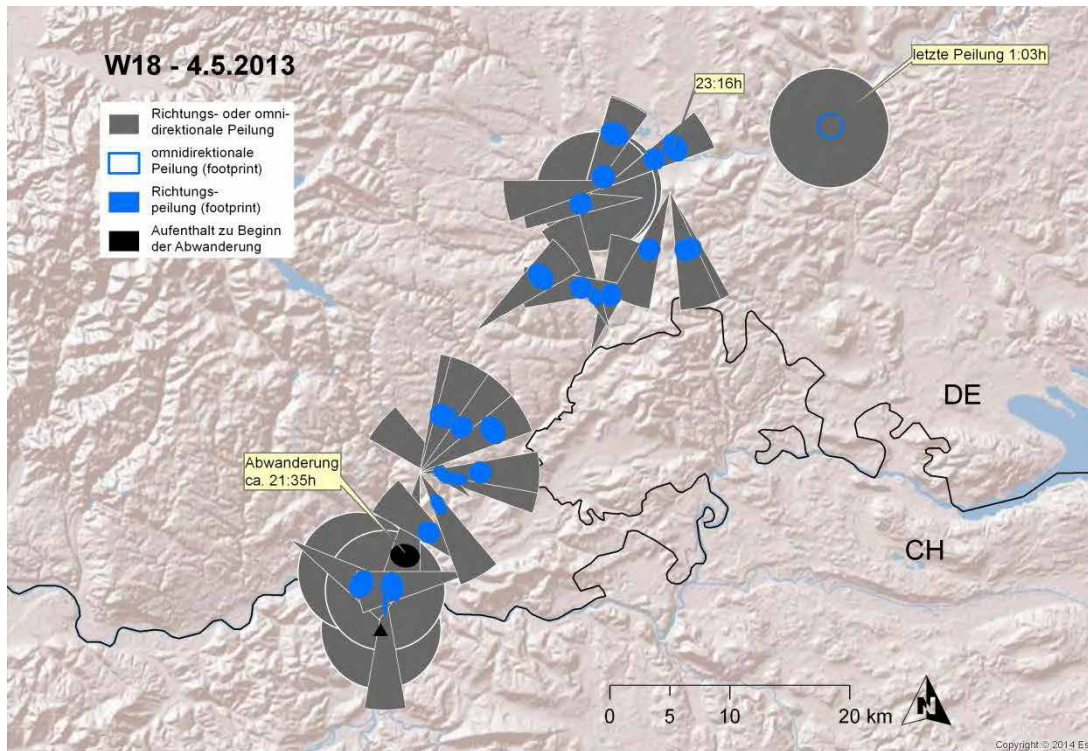 W18 - 4.5.2013
Richtungs- oder omni-
direktionale Peilung
omnidirektionale
Peilung (footprint)
Richtungs-
peilung (footprint)
Aufenthalt zu Beginn
der Abwanderung
letzte Peilung 1:03h
23:16h
Abwanderung
ca. 21:35h
DE
CH
0 5 10 20 km
N
Copyright © 2014 Es